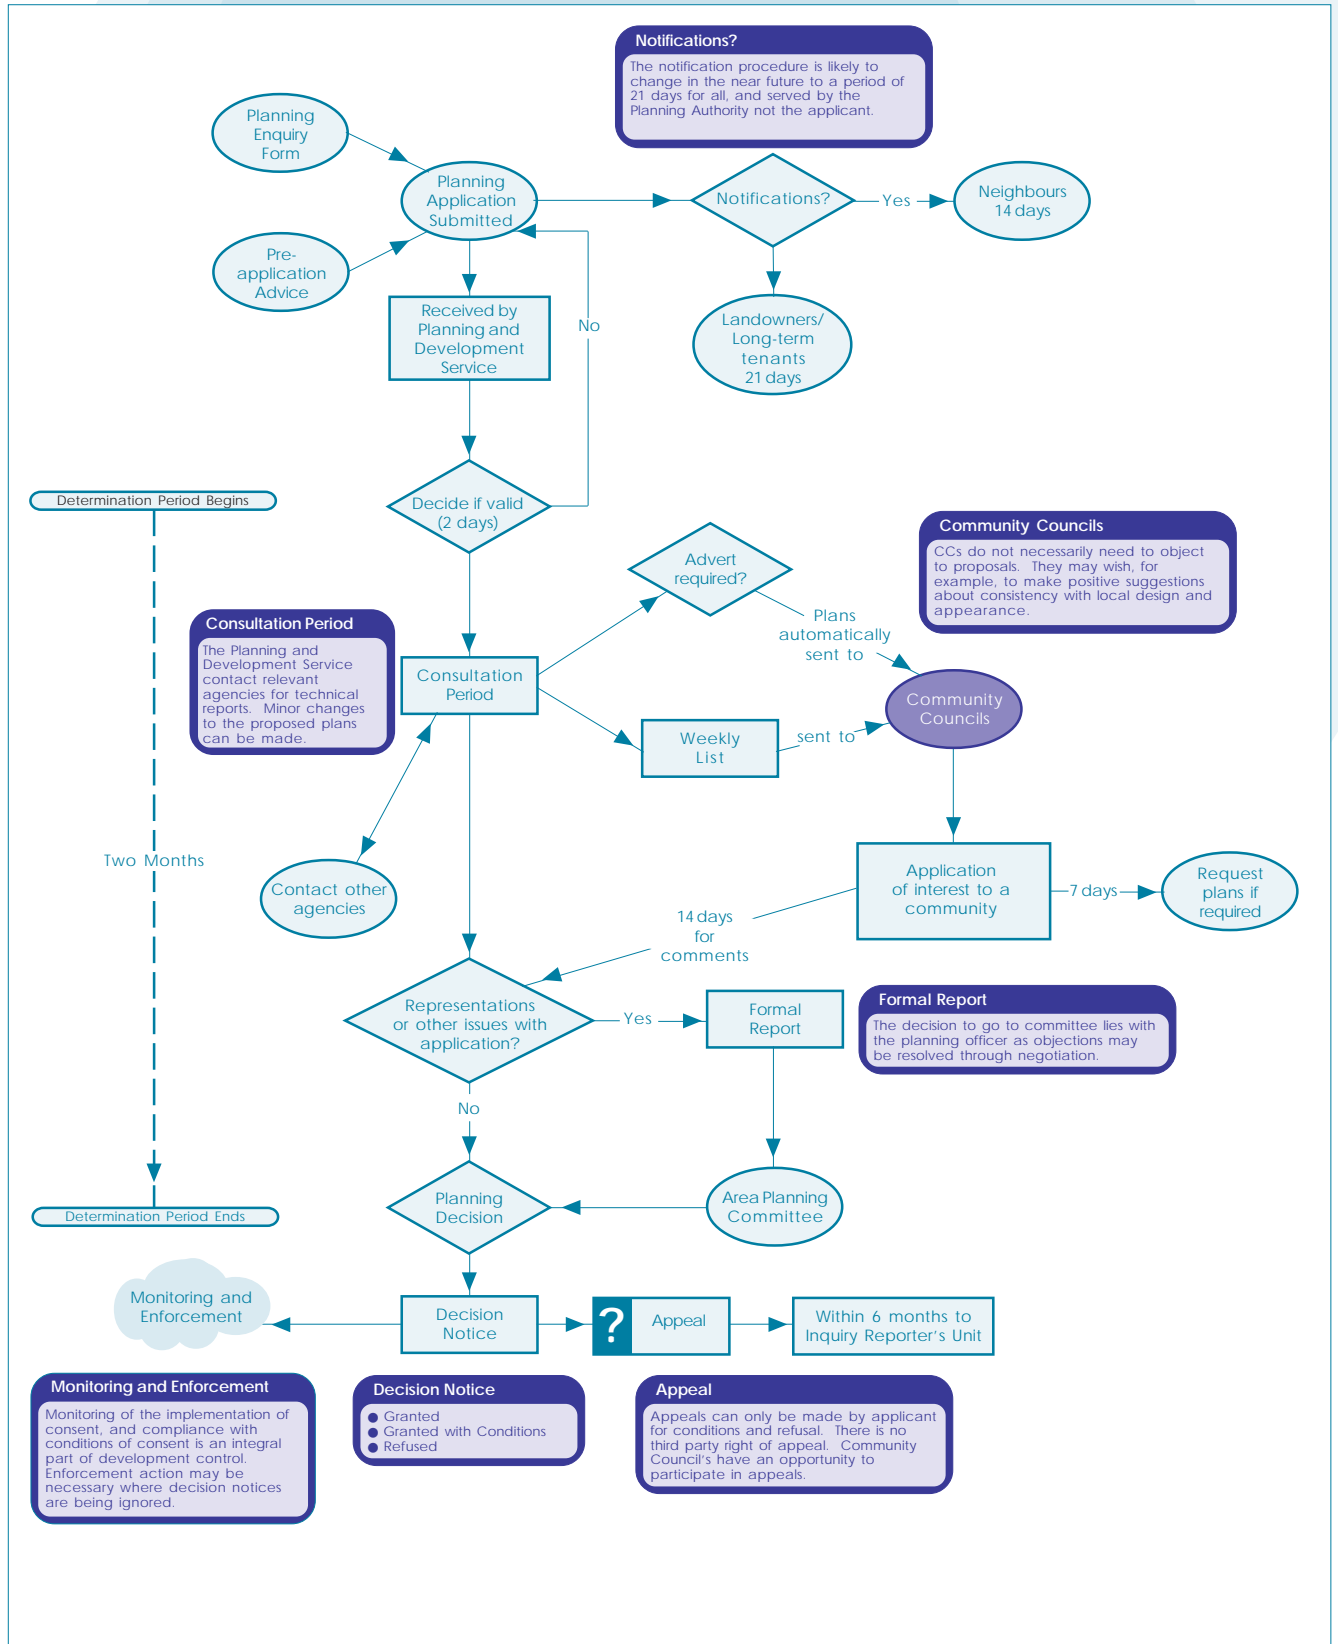 Notifications?
The notification procedure is likely to
change in the near future to a period of
21 days for all, and served by the
Planning Authority not the applicant.
Planning
Enquiry
Form
Planning
Application
Submitted
Notifications?
Yes
Neighbours
14 days
Pre-
application
Advice
Received by
Planning and
Development
Service
No
Landowners/
Long-term
tenants
21 days
Determination Period Begins
Decide if valid
(2 days)
Advert
required?
Community Councils
CCs do not necessarily need to object
to proposals. They may wish, for
example, to make positive suggestions
about consistency with local design and
appearance.
Plans
automatically
sent to
Consultation Period
The Planning and
Development Service
contact relevant
agencies for technical
reports. Minor changes
to the proposed plans
can be made.
Consultation
Period
Community
Councils
Weekly
List
sent to
Two Months
Contact other
agencies
Application
of interest to a
community
7 days
Request
plans if
required
14 days
for
comments
Representations
or other issues with
application?
Yes
Formal
Report
Formal Report
The decision to go to committee lies with
the planning officer as objections may
be resolved through negotiation.
No
Planning
Decision
Area Planning
Committee
Determination Period Ends
Monitoring and
Enforcement
Decision
Notice
?
Appeal
Within 6 months to
Inquiry Reporter's Unit
Monitoring and Enforcement
Monitoring of the implementation of
consent, and compliance with
conditions of consent is an integral
part of development control.
Enforcement action may be
necessary where decision notices
are being ignored.
Decision Notice
● Granted
● Granted with Conditions
● Refused
Appeal
Appeals can only be made by applicant
for conditions and refusal. There is no
third party right of appeal. Community
Council's have an opportunity to
participate in appeals.